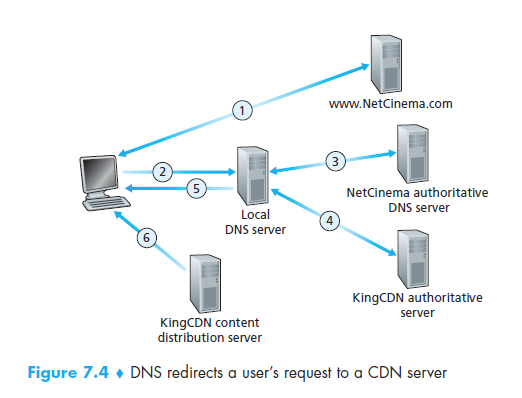 1
www.NetCinema.com
2
3
5
NetCinema authoritative
DNS server
Local
DNS server
4
6
KingCDN authoritative
server
KingCDN content
distribution server
Figure 7.4 ♦ DNS redirects a user's request to a CDN server